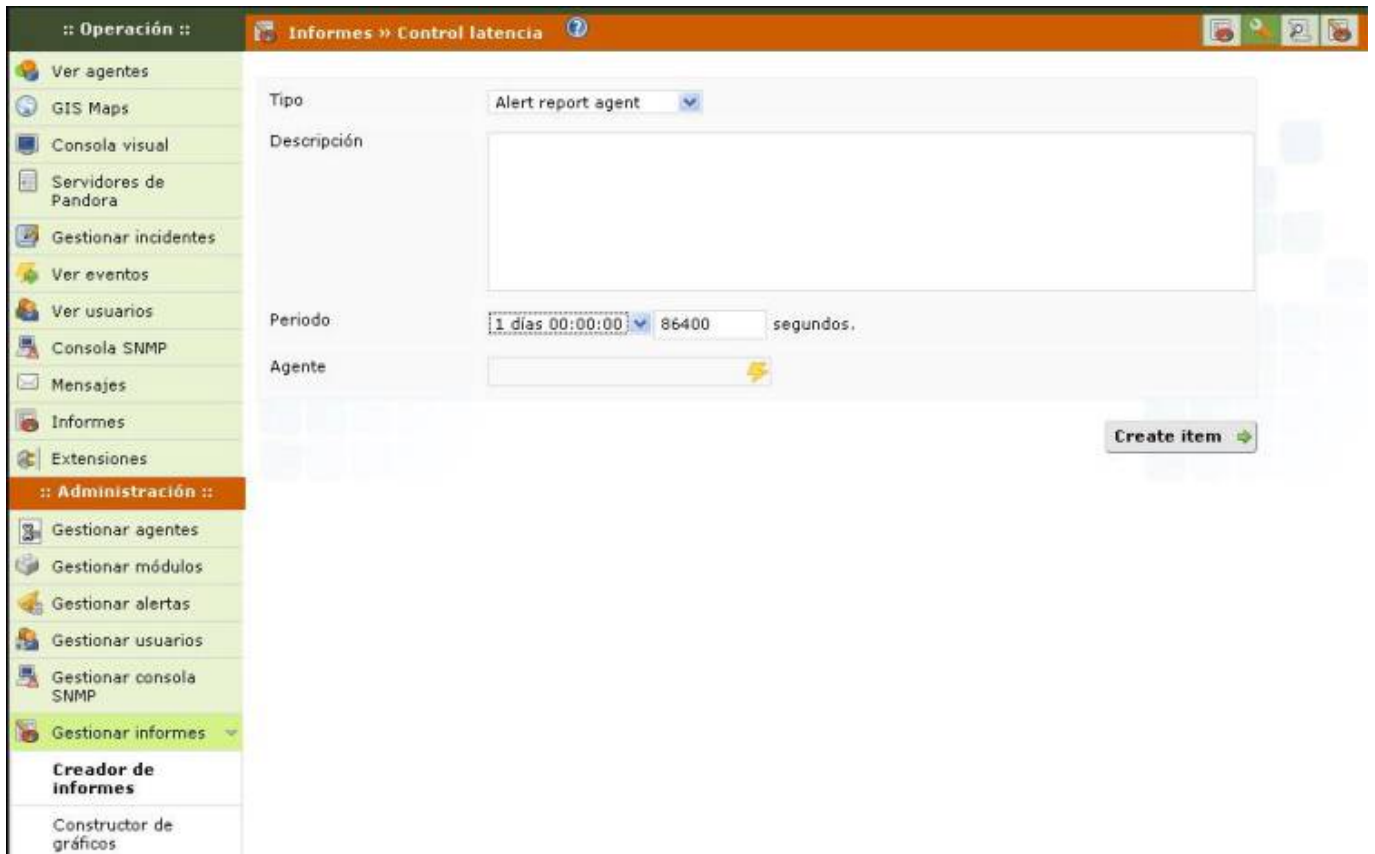 :: Operación ::
Informes » Control latencia
Ver agentes
GIS Maps
Consola visual
Servidores de
Pandora
Gestionar incidentes
Ver eventos
Ver usuarios
Consola SNMP
Mensajes
Informes
Extensiones
:: Administración ::
Gestionar agentes
Gestionar módulos
Gestionar alertas
Gestionar usuarios
Gestionar consola
SNMP
Gestionar informes
Creador de
informes
Constructor de
gráficos
Tipo
Alert report agent
Descripción
Periodo
1 días 00:00:00 86400 segundos.
Agente
Create item